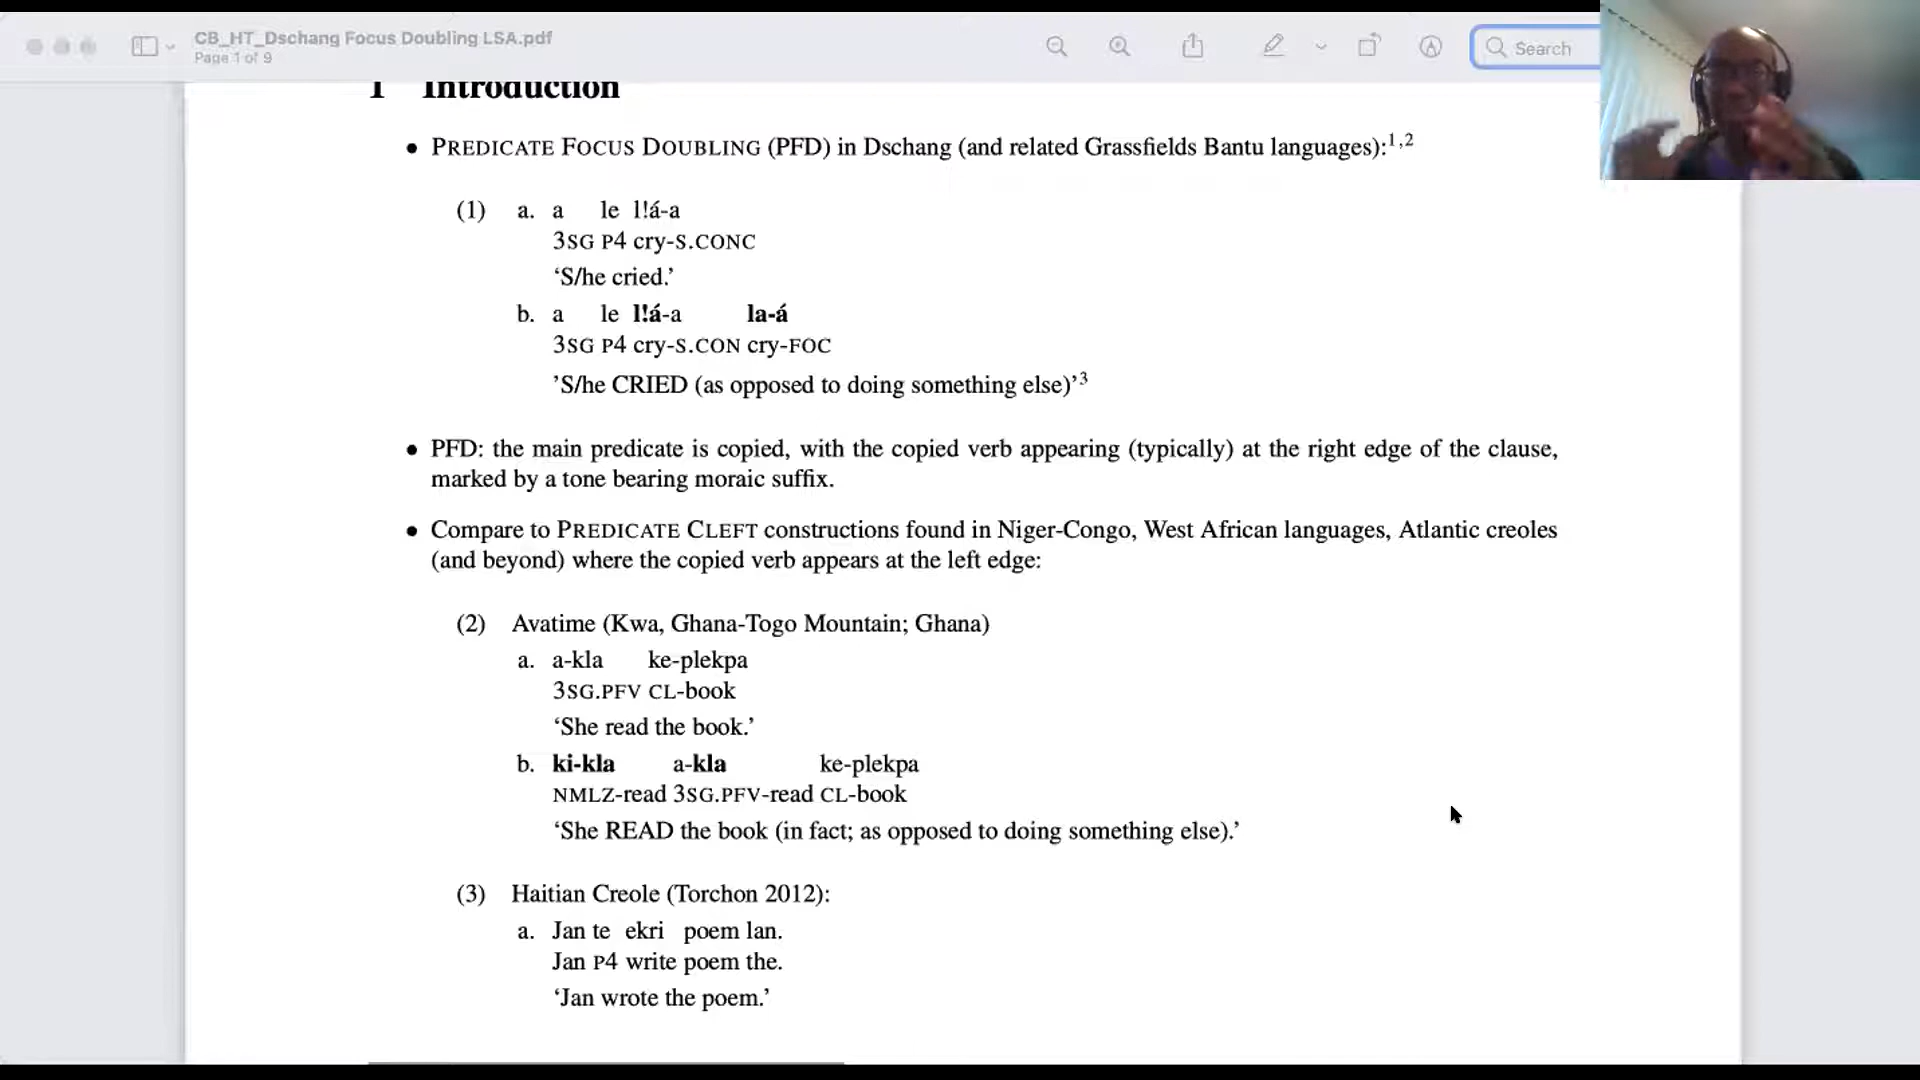 CB_HT_Dschang Focus Doubling LSA.pdf
Page 1 of 9
Search
1 Introduction
• PREDICATE FOCUS DOUBLING (PFD) in Dschang (and related Grassfields Bantu languages):1,2
(1) a. a le l!á-a
3SG P4 cry-S.CONC
‘S/he cried.’
b. a le l!á-a la-á
3SG P4 cry-S.CON cry-FOC
’S/he CRIED (as opposed to doing something else)’3
• PFD: the main predicate is copied, with the copied verb appearing (typically) at the right edge of the clause,
marked by a tone bearing moraic suffix.
• Compare to PREDICATE CLEFT constructions found in Niger-Congo, West African languages, Atlantic creoles
(and beyond) where the copied verb appears at the left edge:
(2) Avatime (Kwa, Ghana-Togo Mountain; Ghana)
a. a-kla ke-plekpa
3SG.PFV CL-book
‘She read the book.’
b. ki-kla a-kla ke-plekpa
NMLZ-read 3SG.PFV-read CL-book
‘She READ the book (in fact; as opposed to doing something else).’
(3) Haitian Creole (Torchon 2012):
a. Jan te ekri poem lan.
Jan P4 write poem the.
‘Jan wrote the poem.’